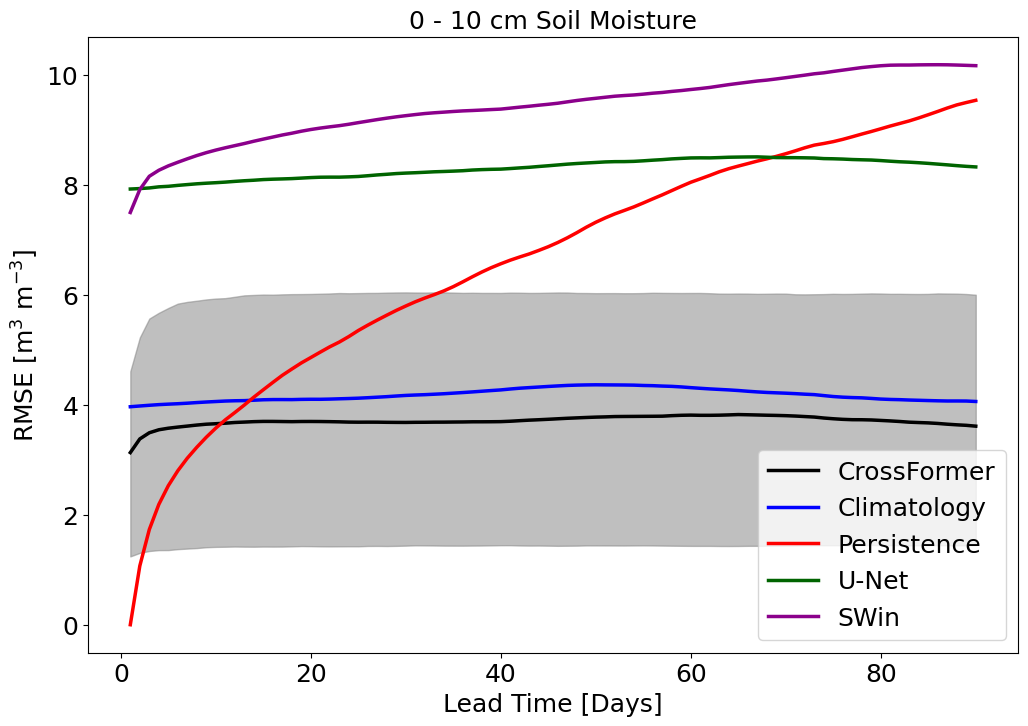 0 - 10 cm Soil Moisture
RMSE [m³ m⁻³]
10
8
6
4
2
0
0 20 40 60 80
Lead Time [Days]
CrossFormer
Climatology
Persistence
U-Net
SWin